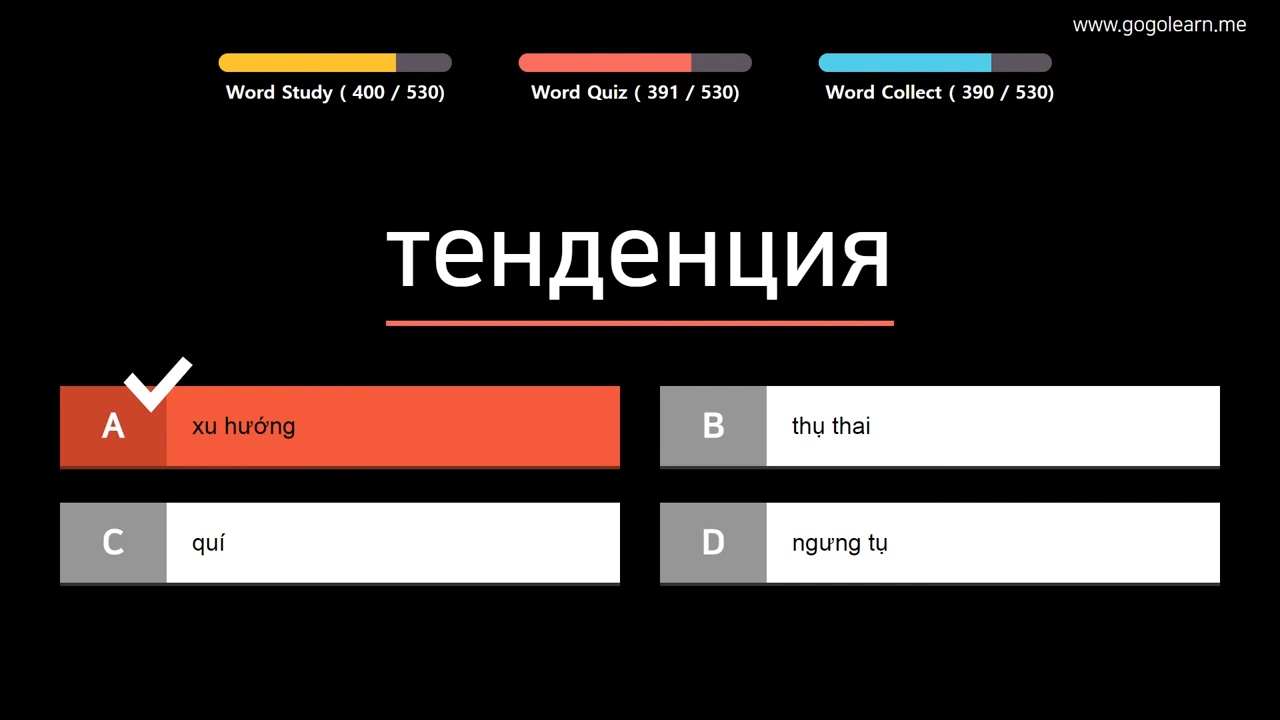 www.gogolearn.me
Word Study ( 400 / 530)
Word Quiz ( 391 / 530)
Word Collect ( 390 / 530)
тенденция
A xu hướng
B thụ thai
C quí
D ngưng tụ